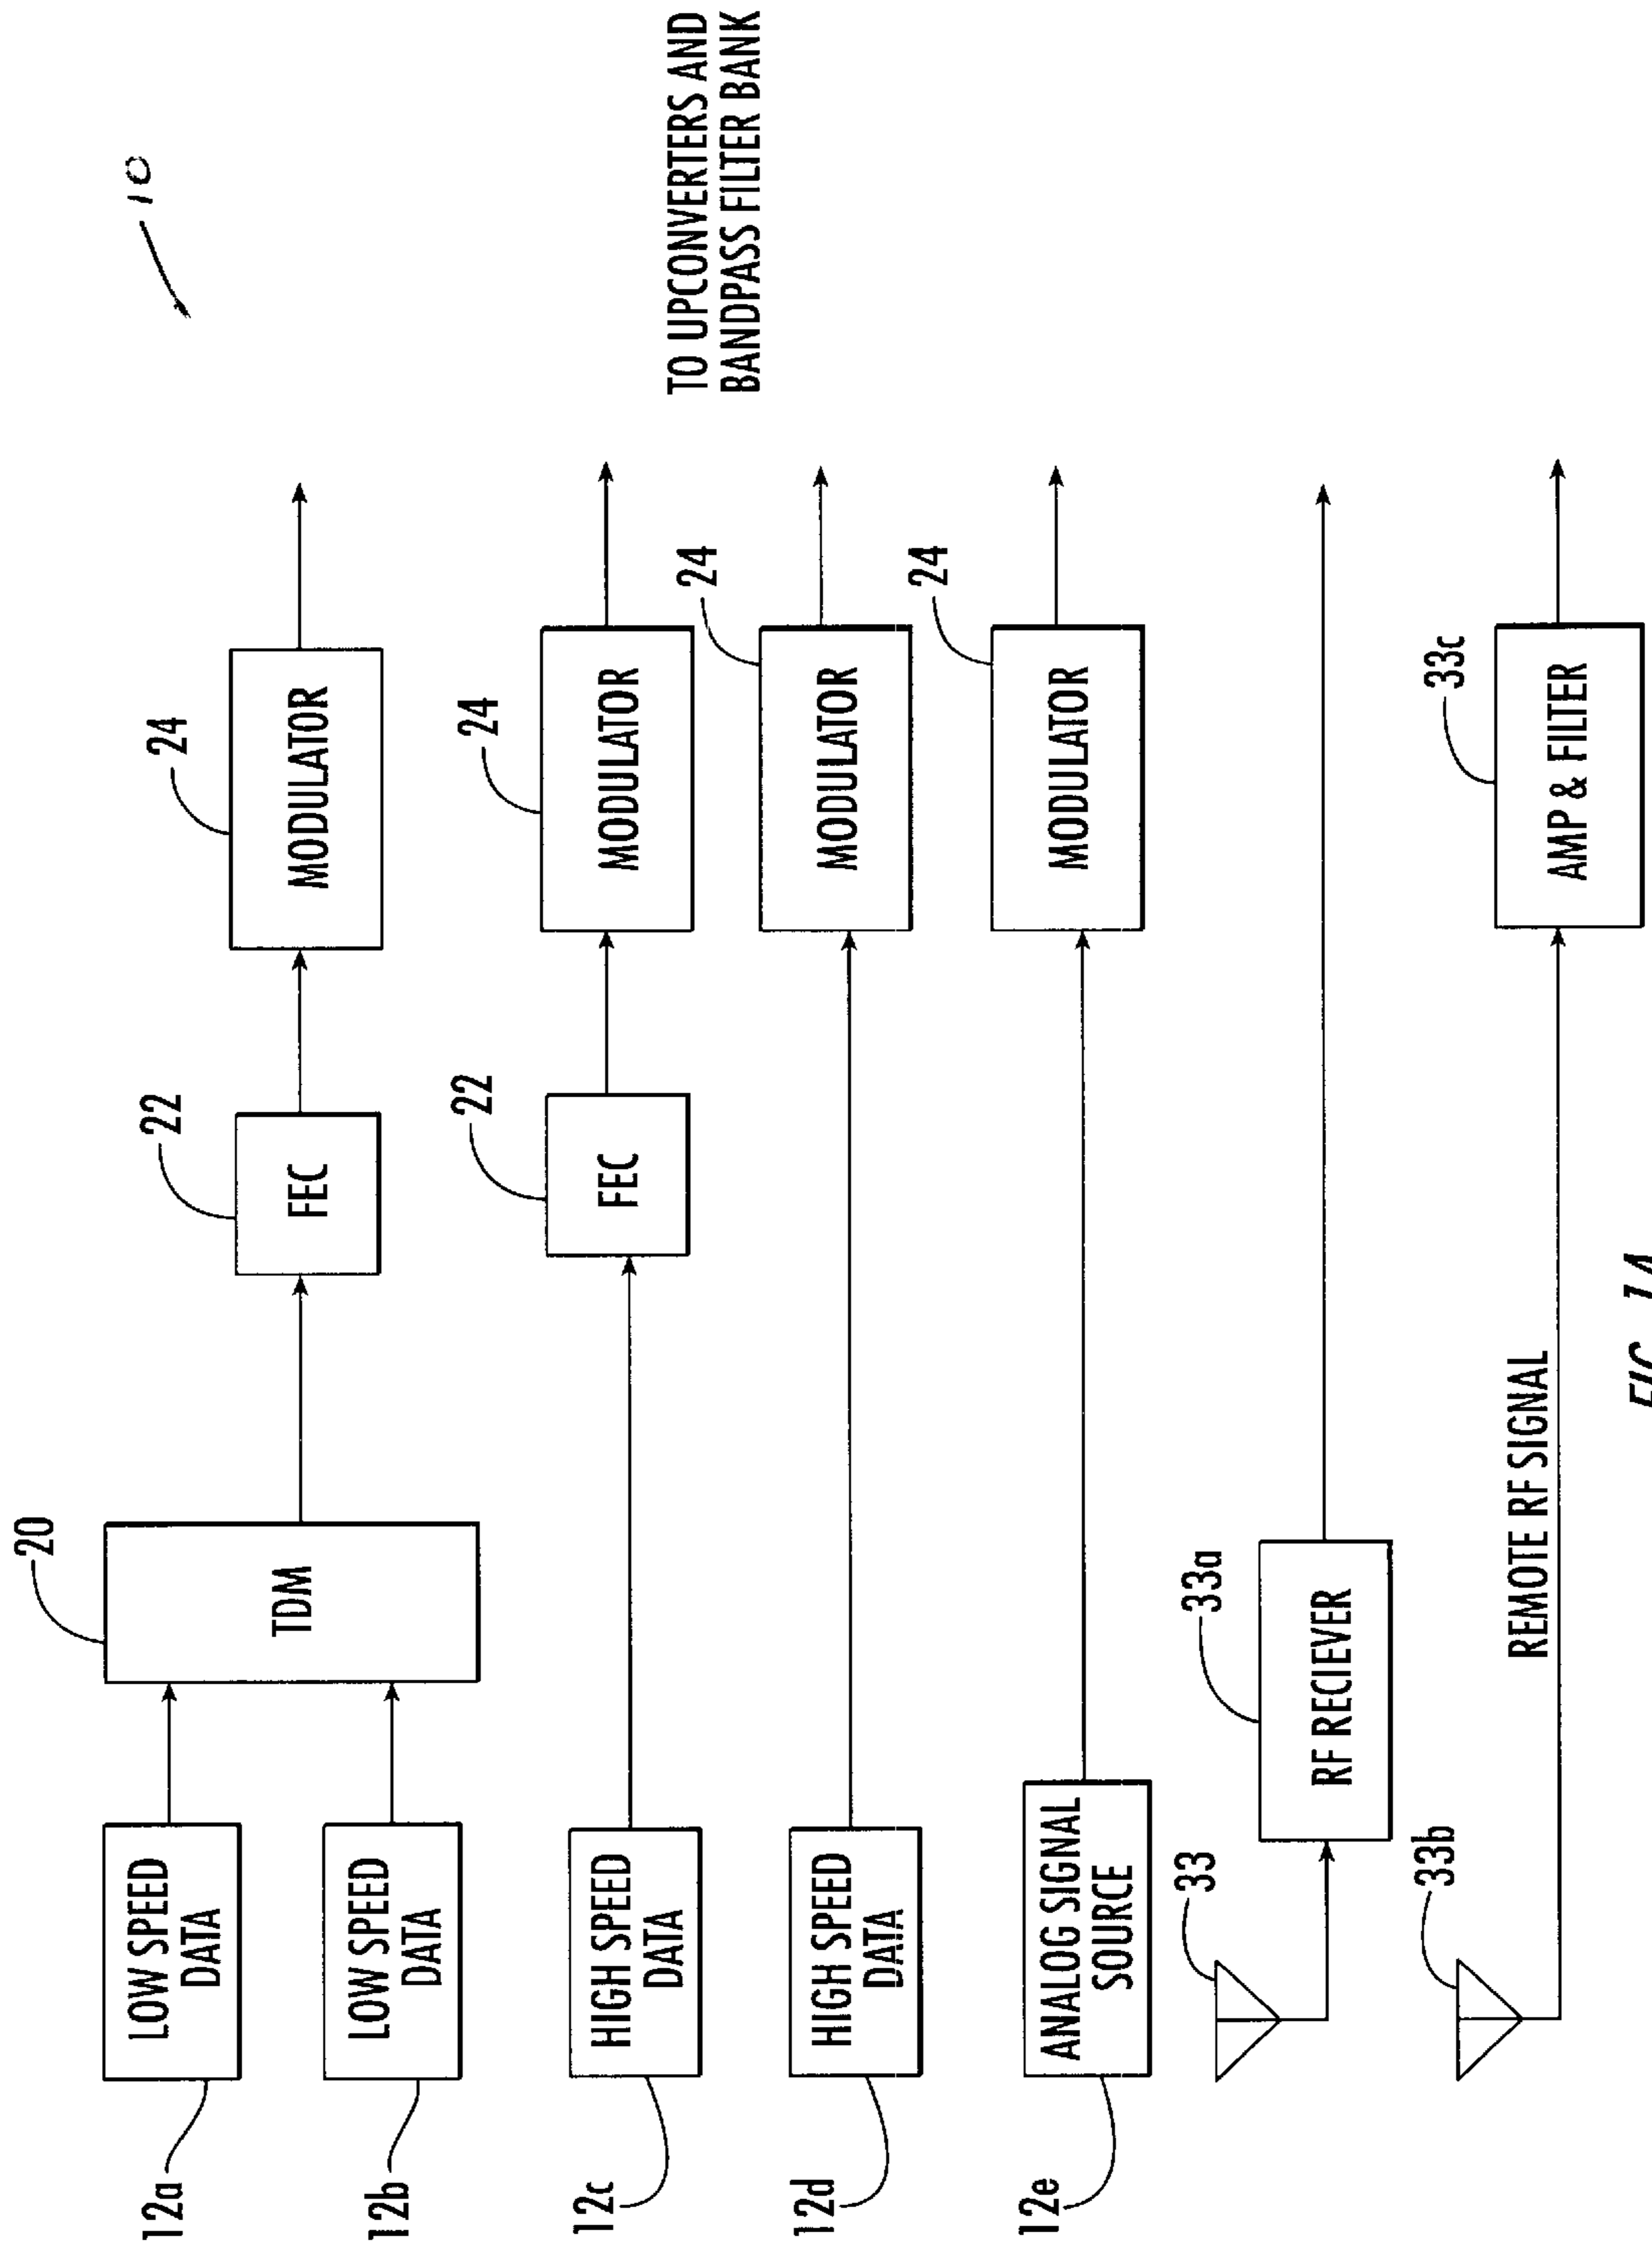 10
20
22
24
LOW SPEED
DATA
12a
TDM
FEC
MODULATOR
LOW SPEED
DATA
12b
22
24
HIGH SPEED
DATA
12c
FEC
MODULATOR
TO UPCONVERTERS AND
BANDPASS FILTER BANK
24
HIGH SPEED
DATA
12d
MODULATOR
24
ANALOG SIGNAL
SOURCE
12e
MODULATOR
33
33a
RF RECIEVER
33b
REMOTE RF SIGNAL
33c
AMP & FILTER
FIG. 1A